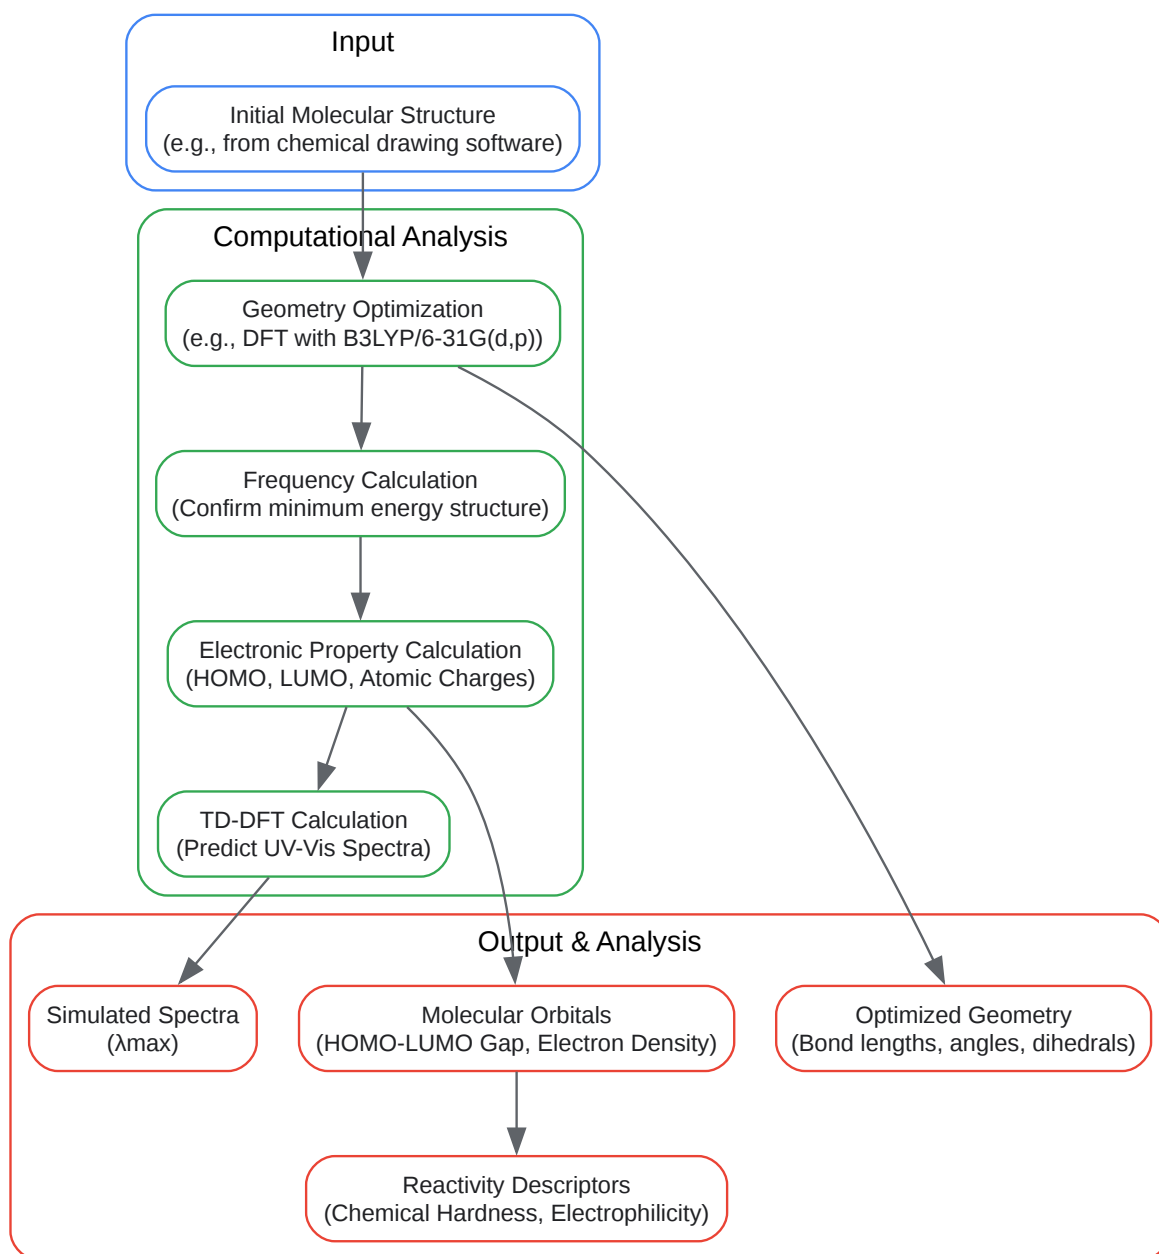 Input
Initial Molecular Structure
(e.g., from chemical drawing software)
Computational Analysis
Geometry Optimization
(e.g., DFT with B3LYP/6-31G(d,p))
Frequency Calculation
(Confirm minimum energy structure)
Electronic Property Calculation
(HOMO, LUMO, Atomic Charges)
TD-DFT Calculation
(Predict UV-Vis Spectra)
Output & Analysis
Simulated Spectra
(λmax)
Molecular Orbitals
(HOMO-LUMO Gap, Electron Density)
Optimized Geometry
(Bond lengths, angles, dihedrals)
Reactivity Descriptors
(Chemical Hardness, Electrophilicity)